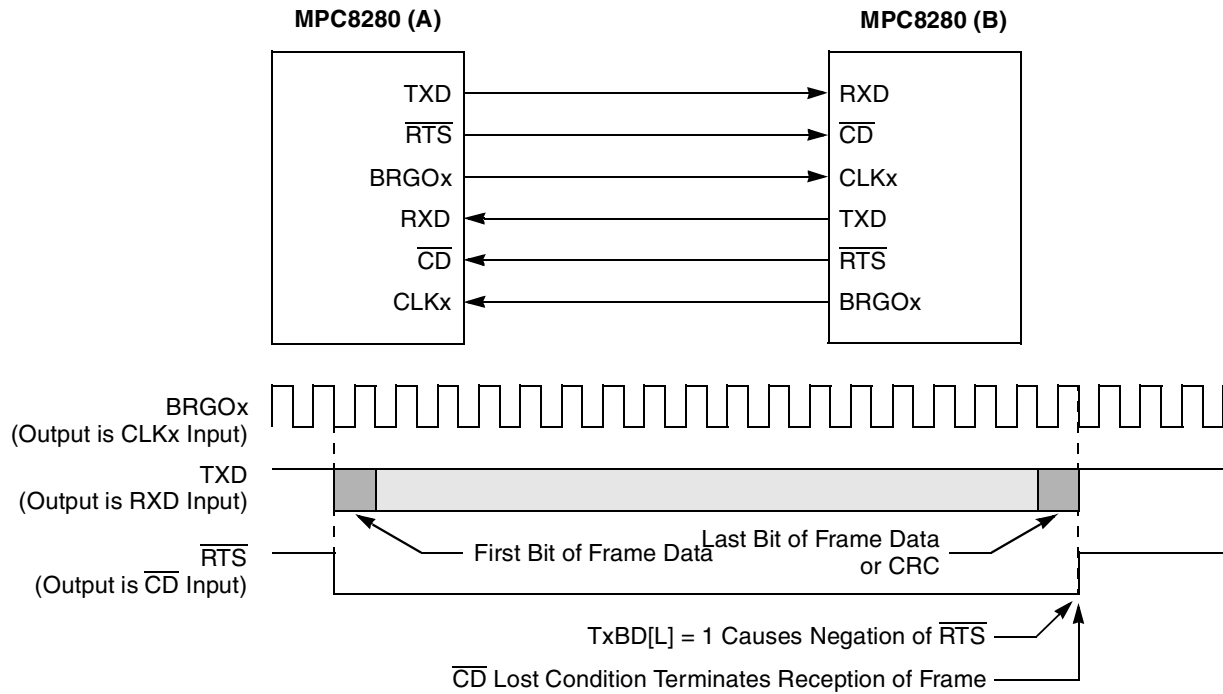 MPC8280 (A)
MPC8280 (B)
TXD
RXD
RTS
CD
BRGOx
CLKx
RXD
TXD
CD
RTS
CLKx
BRGOx
BRGOx
(Output is CLKx Input)
TXD
(Output is RXD Input)
First Bit of Frame Data
Last Bit of Frame Data
or CRC
RTS
(Output is CD Input)
TxBD[L] = 1 Causes Negation of RTS
CD Lost Condition Terminates Reception of Frame